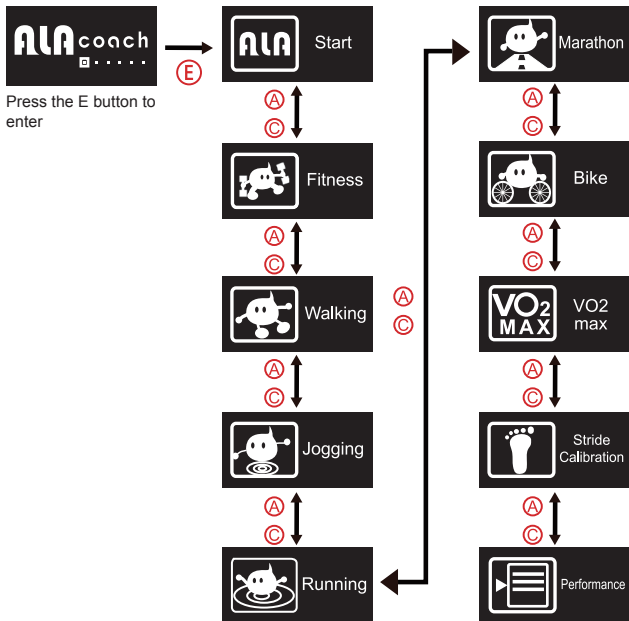 ALA coach
E
Press the E button to
enter
ALA Start
A
C
Fitness
A
C
Walking
A
C
Jogging
A
C
Running
A
C
Marathon
A
C
Bike
A
C
VO2
MAX
VO2
max
A
C
Stride
Calibration
A
C
Performance